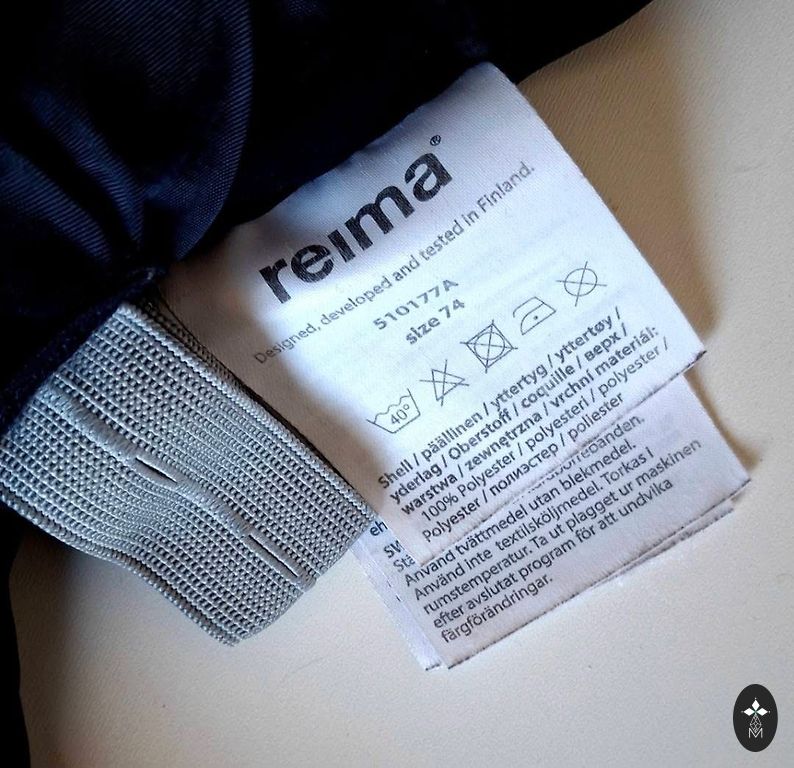 reima®
Designed, developed and tested in Finland.
510177A
size 74
40°
Shell / päällinen / yttertyg / yttertøy /
yderlag / Oberstoff / coquille / верх /
warstwa / zewnętrzna / vrchní materiál:
100% Polyester / polyesteri / polyester /
Polyester / полиэстер / poliester
Använd tvättmedel utan blekmedel.
Använd inte textilsköljmedel. Torkas i
rumstemperatur. Ta ut plagget ur maskinen
efter avslutat program för att undvika
färgförändringar.
M